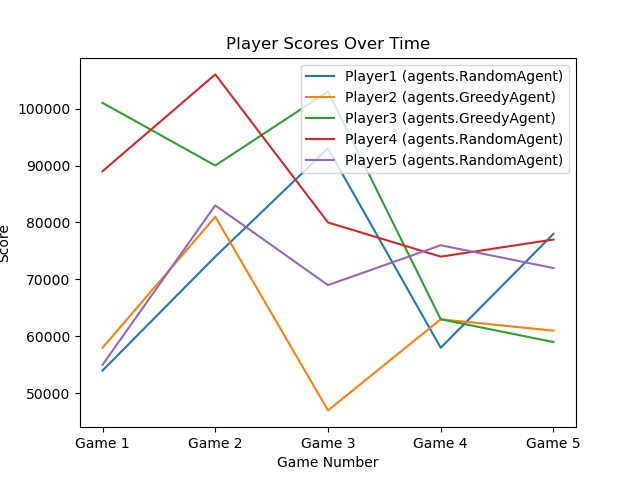 Player Scores Over Time
Player1 (agents.RandomAgent)
Player2 (agents.GreedyAgent)
Player3 (agents.GreedyAgent)
Player4 (agents.RandomAgent)
Player5 (agents.RandomAgent)
100000
90000
80000
70000
60000
50000
Score
Game 1 Game 2 Game 3 Game 4 Game 5
Game Number